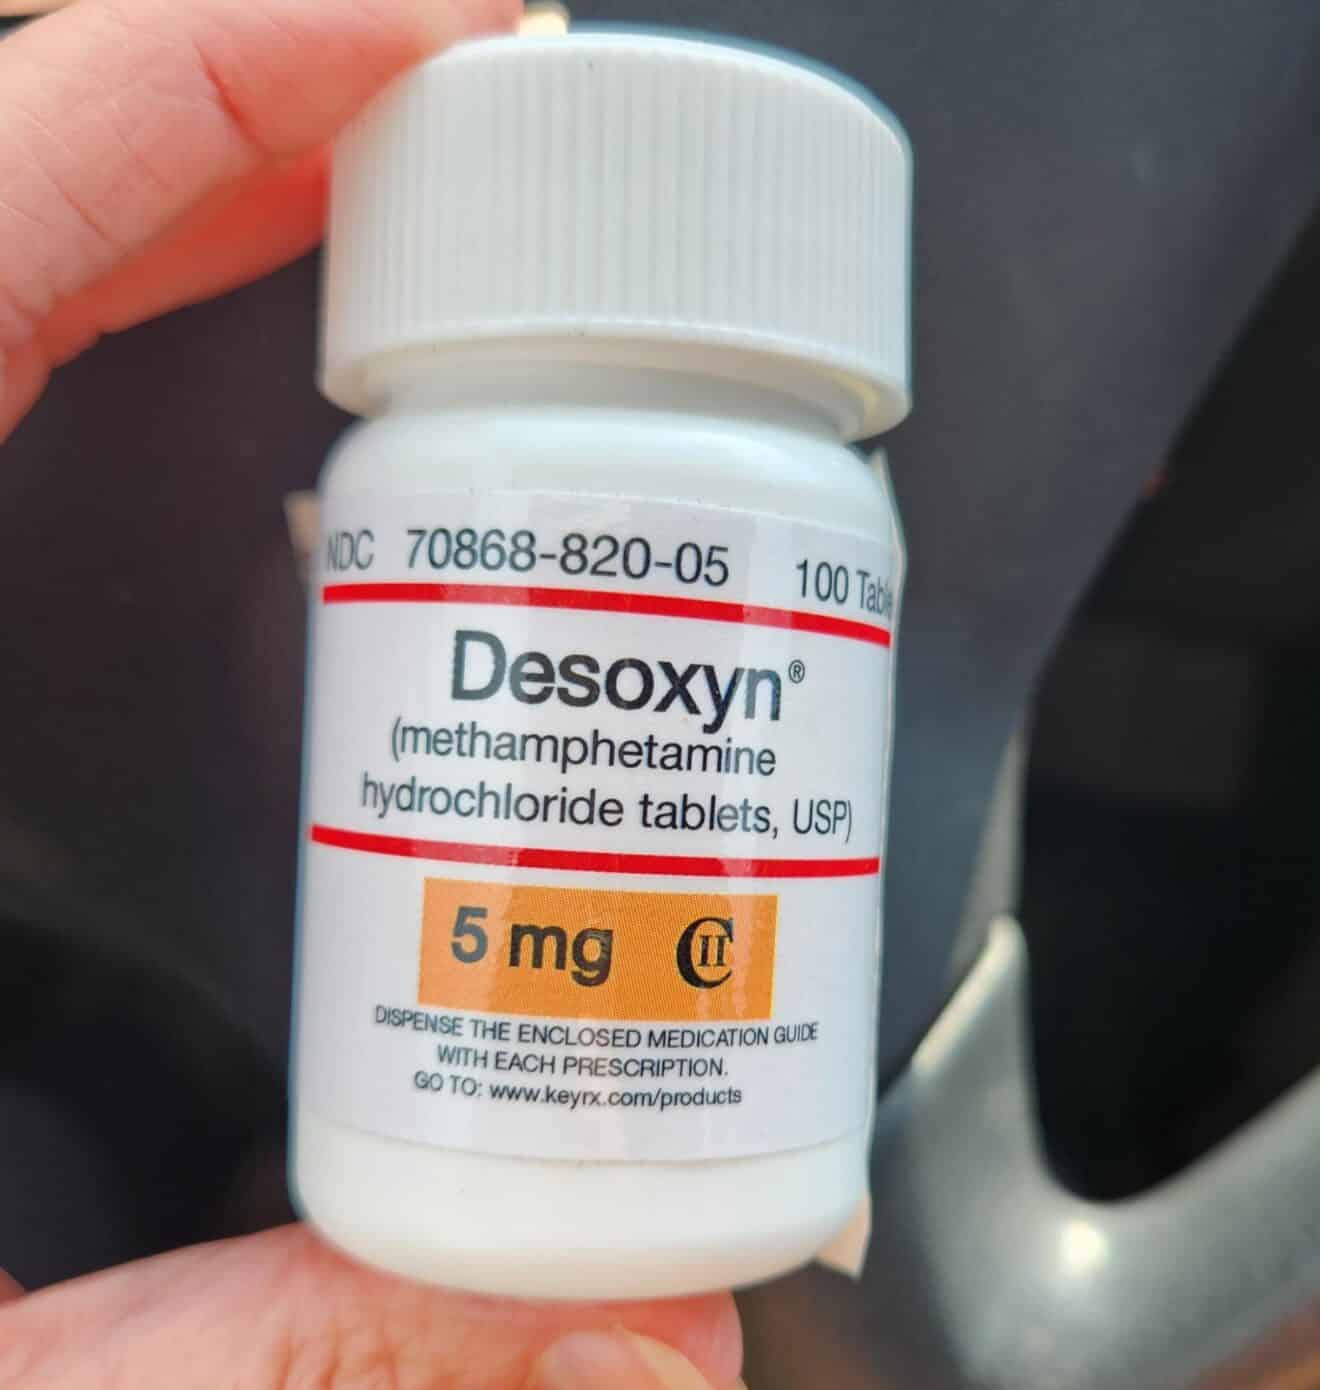 NDC 70868-820-05 100 Table
Desoxyn®
(methamphetamine
hydrochloride tablets, USP)
5 mg CII
DISPENSE THE ENCLOSED MEDICATION GUIDE
WITH EACH PRESCRIPTION.
GO TO: www.keyrx.com/products